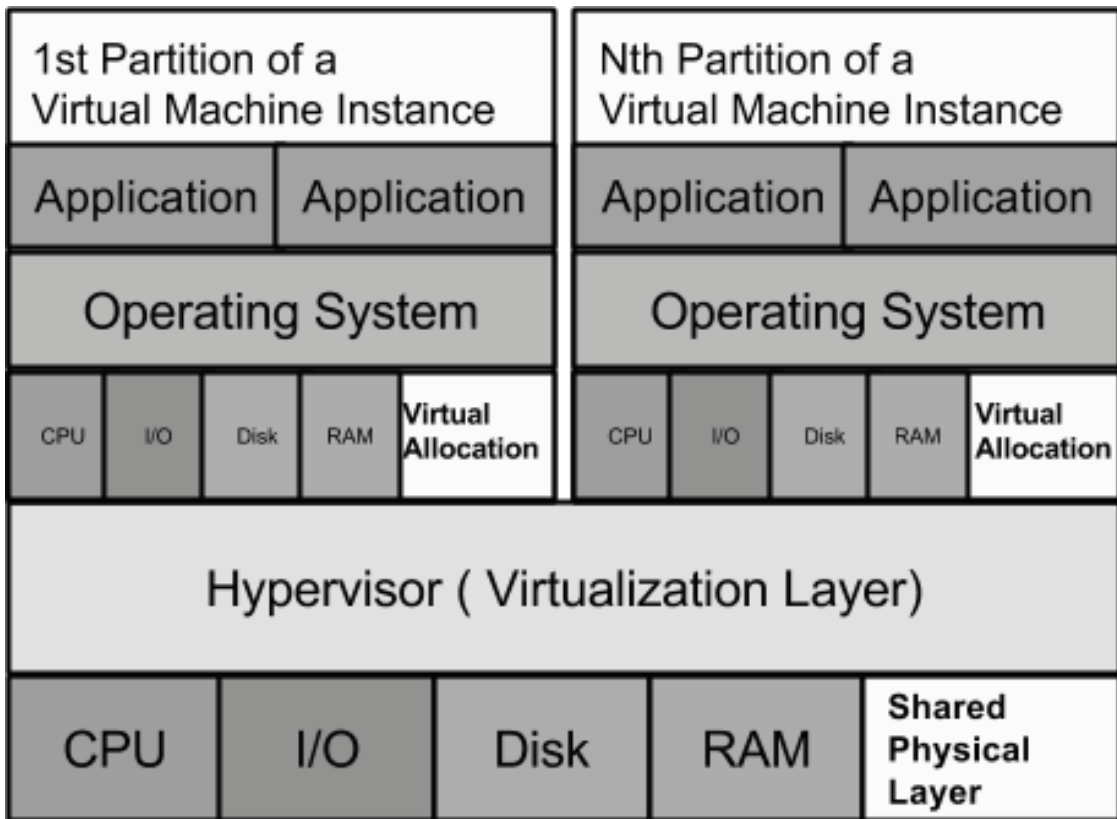 1st Partition of a
Virtual Machine Instance
Nth Partition of a
Virtual Machine Instance
Application
Application
Application
Application
Operating System
Operating System
CPU
I/O
Disk
RAM
Virtual
Allocation
CPU
I/O
Disk
RAM
Virtual
Allocation
Hypervisor ( Virtualization Layer)
CPU
I/O
Disk
RAM
Shared
Physical
Layer